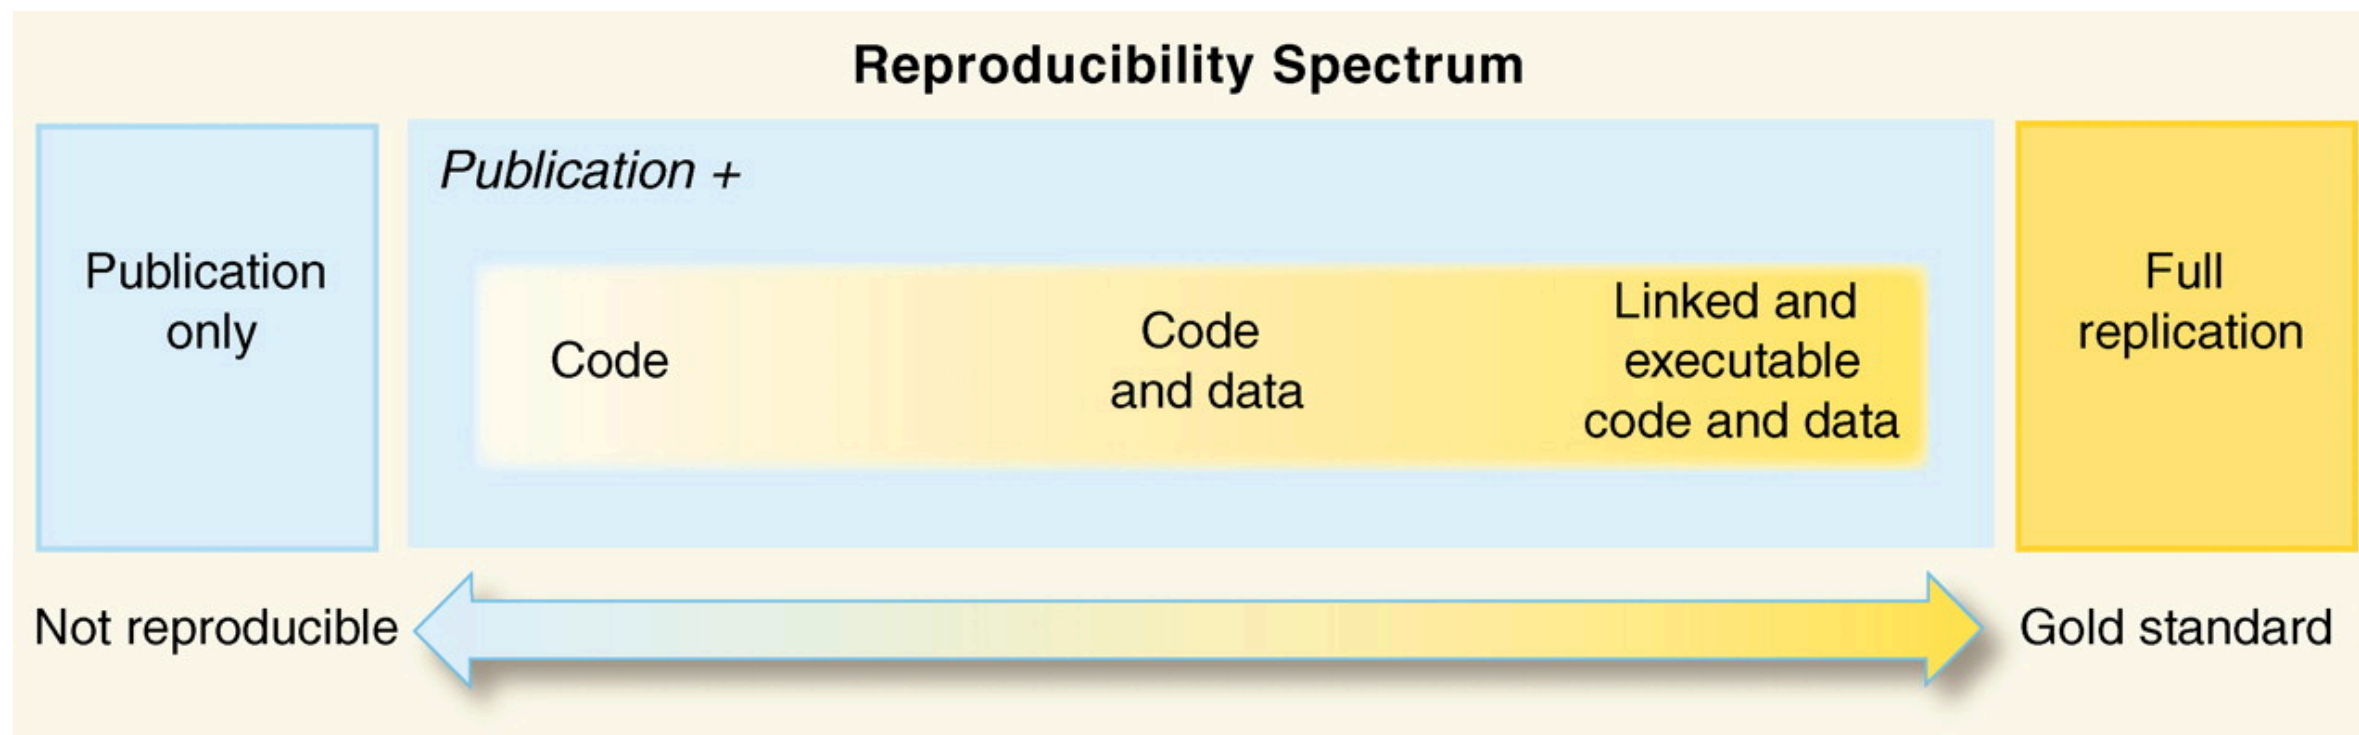 Reproducibility Spectrum
Publication
only
Publication +
Code
Code
and data
Linked and
executable
code and data
Full
replication
Not reproducible
Gold standard